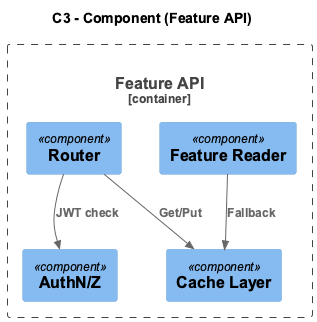 C3 - Component (Feature API)
Feature API
[container]
«component»
Router
«component»
Feature Reader
JWT check
Get/Put
Fallback
«component»
AuthN/Z
«component»
Cache Layer